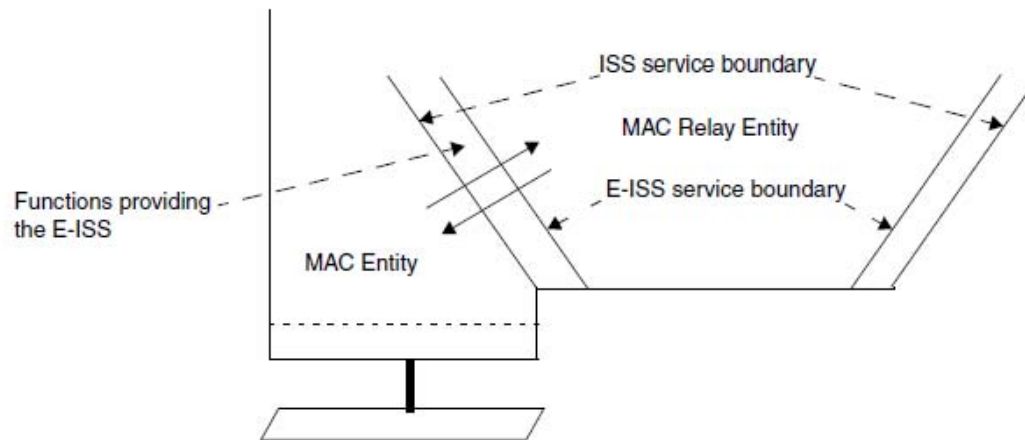 ISS service boundary
MAC Relay Entity
E-ISS service boundary
Functions providing
the E-ISS
MAC Entity